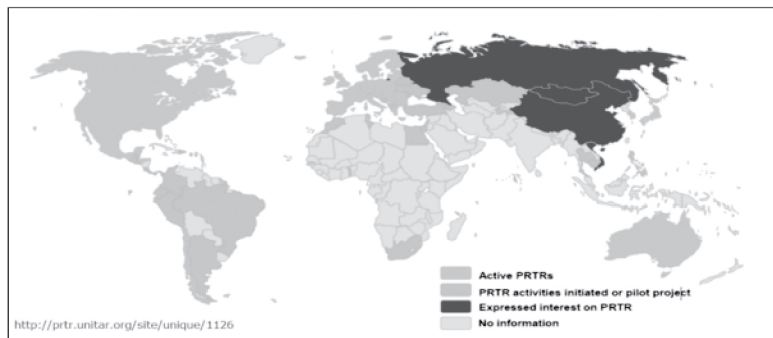 Active PRTRs
PRTR activities initiated or pilot project
Expressed interest on PRTR
No information
http://prtr.unitar.org/site/unique/1126